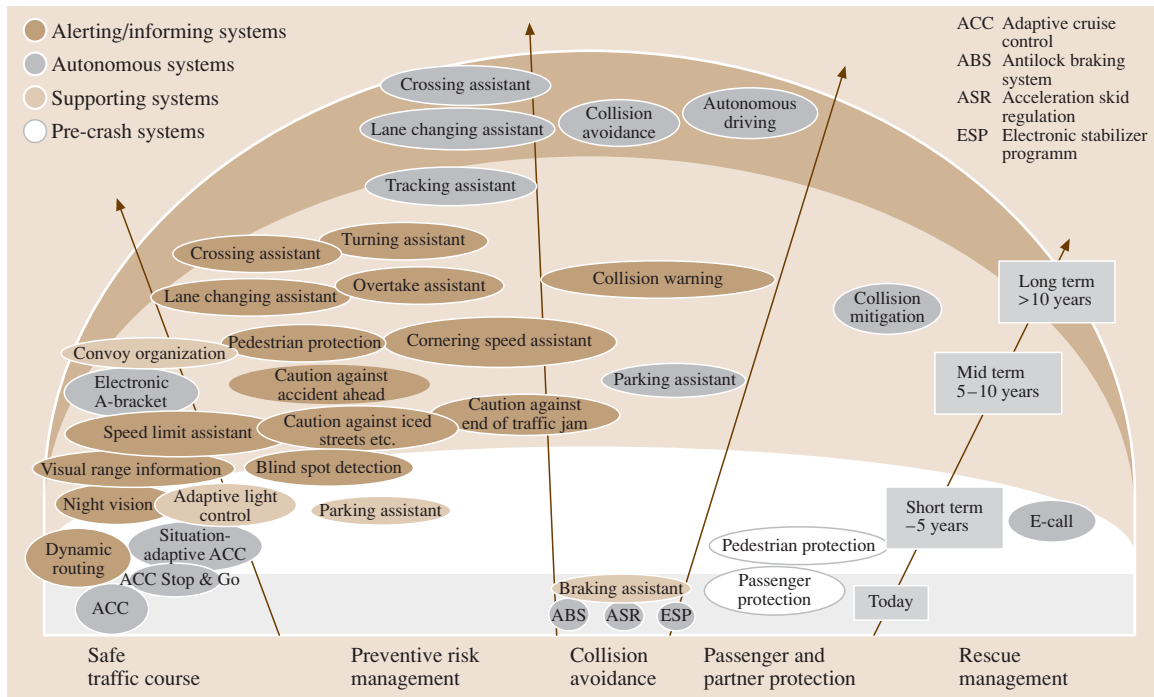 Alerting/informing systems
Autonomous systems
Supporting systems
Pre-crash systems
ACC Adaptive cruise
control
ABS Antilock braking
system
ASR Acceleration skid
regulation
ESP Electronic stabilizer
programm
Crossing assistant
Lane changing assistant
Collision
avoidance
Autonomous
driving
Tracking assistant
Turning assistant
Crossing assistant
Overtake assistant
Lane changing assistant
Collision warning
Long term
>10 years
Collision
mitigation
Pedestrian protection
Cornering speed assistant
Convoy organization
Electronic
A-bracket
Caution against
accident ahead
Parking assistant
Mid term
5–10 years
Speed limit assistant
Caution against iced
streets etc.
Caution against
end of traffic jam
Visual range information
Blind spot detection
Night vision
Adaptive light
control
Parking assistant
Short term
–5 years
E-call
Dynamic
routing
Situation-
adaptive ACC
Pedestrian protection
ACC Stop & Go
Braking assistant
Passenger
protection
ACC
ABS
ASR
ESP
Today
Safe
traffic course
Preventive risk
management
Collision
avoidance
Passenger and
partner protection
Rescue
management